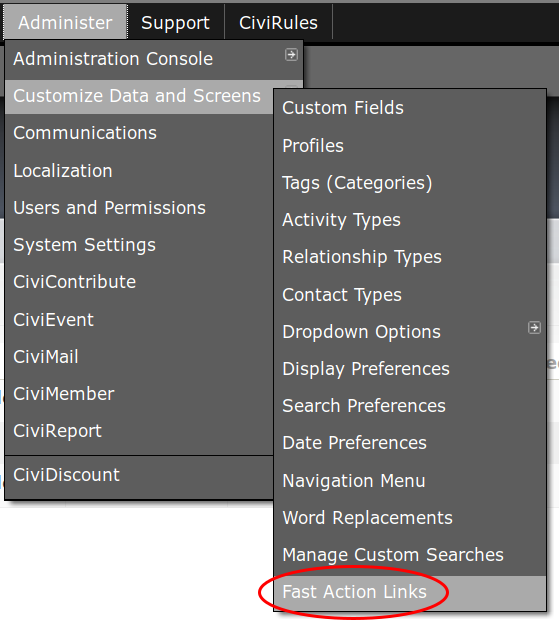 Administer Support CiviRules
Administration Console
Customize Data and Screens
Communications
Localization
Users and Permissions
System Settings
CiviContribute
CiviEvent
CiviMail
CiviMember
CiviReport
CiviDiscount
Custom Fields
Profiles
Tags (Categories)
Activity Types
Relationship Types
Contact Types
Dropdown Options
Display Preferences
Search Preferences
Date Preferences
Navigation Menu
Word Replacements
Manage Custom Searches
Fast Action Links